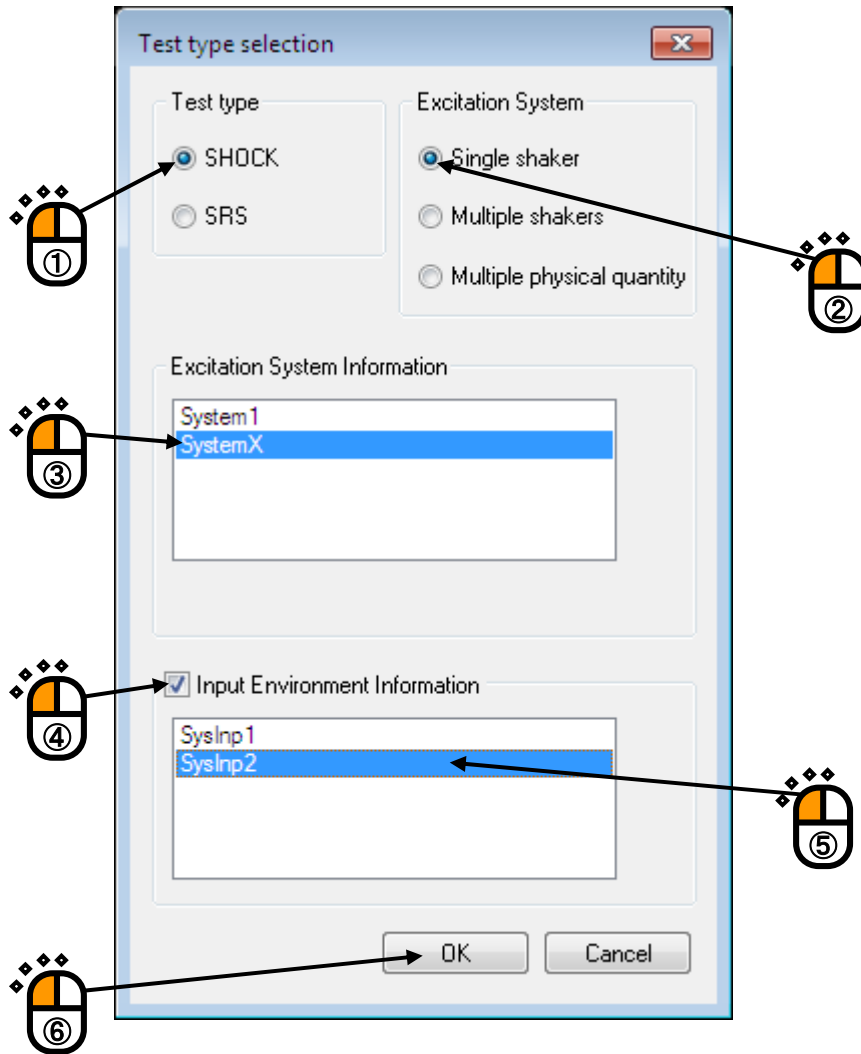 Test type selection
Test type
SHOCK
SRS
Excitation System
Single shaker
Multiple shakers
Multiple physical quantity
①
②
Excitation System Information
System1
SystemX
③
Input Environment Information
④
SysInp1
SysInp2
⑤
OK
Cancel
⑥